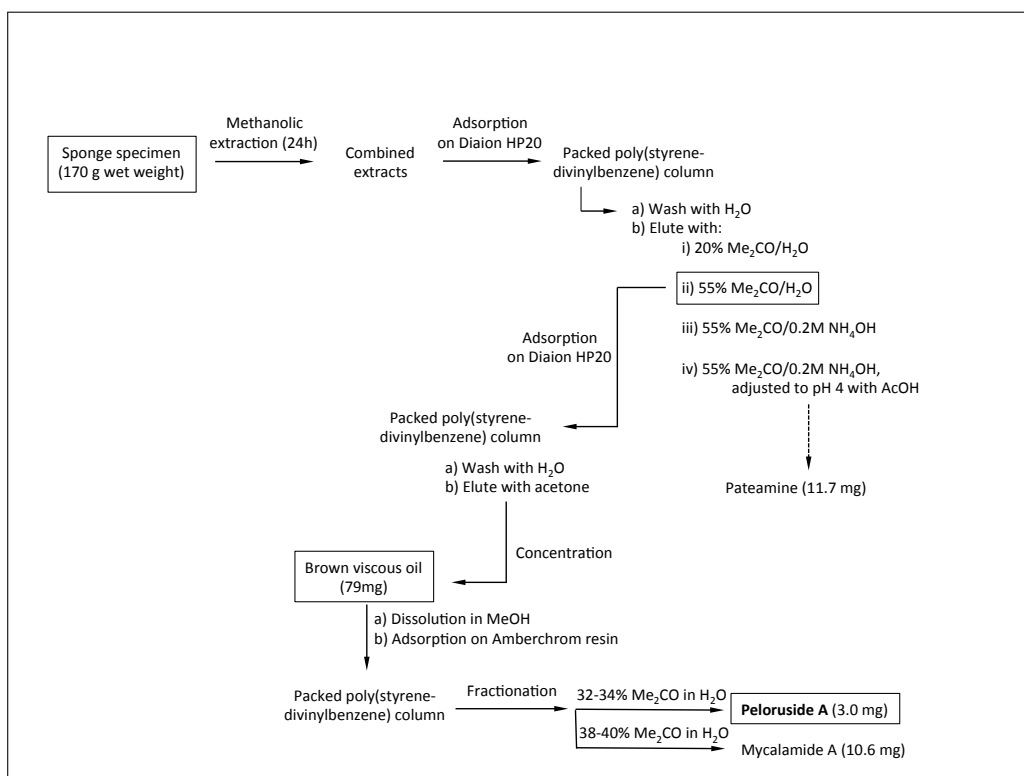 Sponge specimen
(170 g wet weight)
Methanolic
extraction (24h)
Combined
extracts
Adsorption
on Diaion HP20
Packed poly(styrene-
divinylbenzene) column
a) Wash with H₂O
b) Elute with:
i) 20% Me₂CO/H₂O
ii) 55% Me₂CO/H₂O
iii) 55% Me₂CO/0.2M NH₄OH
iv) 55% Me₂CO/0.2M NH₄OH,
adjusted to pH 4 with AcOH
Pateamine (11.7 mg)
Adsorption
on Diaion HP20
Packed poly(styrene-
divinylbenzene) column
a) Wash with H₂O
b) Elute with acetone
Concentration
Brown viscous oil
(79mg)
a) Dissolution in MeOH
b) Adsorption on Amberchrom resin
Packed poly(styrene-
divinylbenzene) column
Fractionation
32-34% Me₂CO in H₂O
Peloruside A (3.0 mg)
38-40% Me₂CO in H₂O
Mycalamide A (10.6 mg)